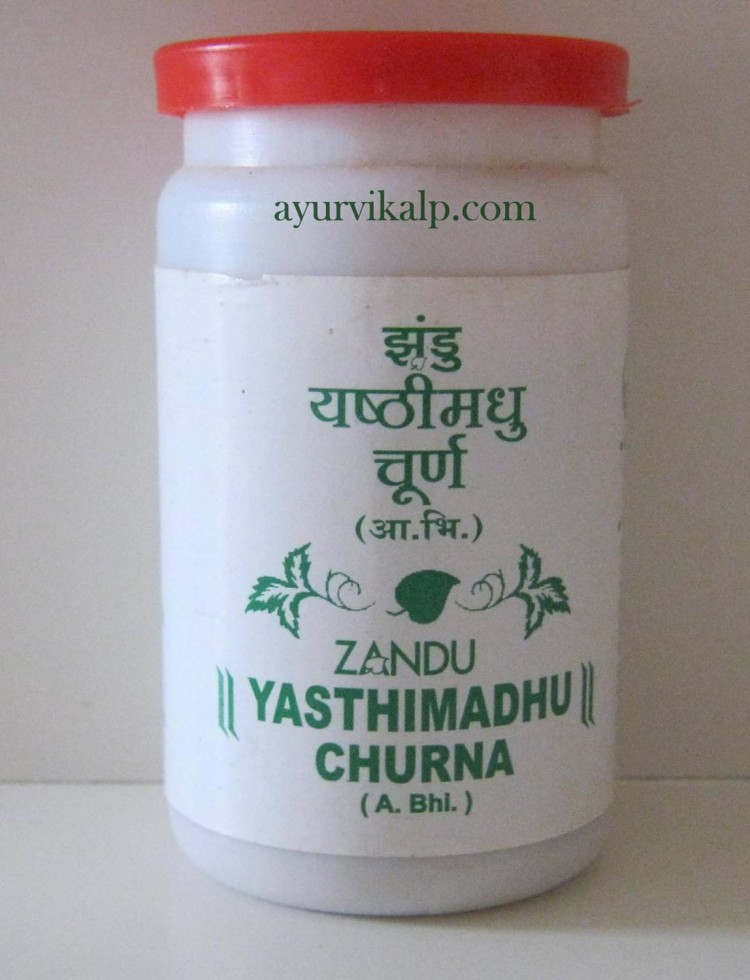 ayurvikalp.com
झंडु
यष्ठीमधु
चूर्ण
(आ.भि.)
ZANDU
|| YASTHIMADHU ||
CHURNA
( A. Bhi. )